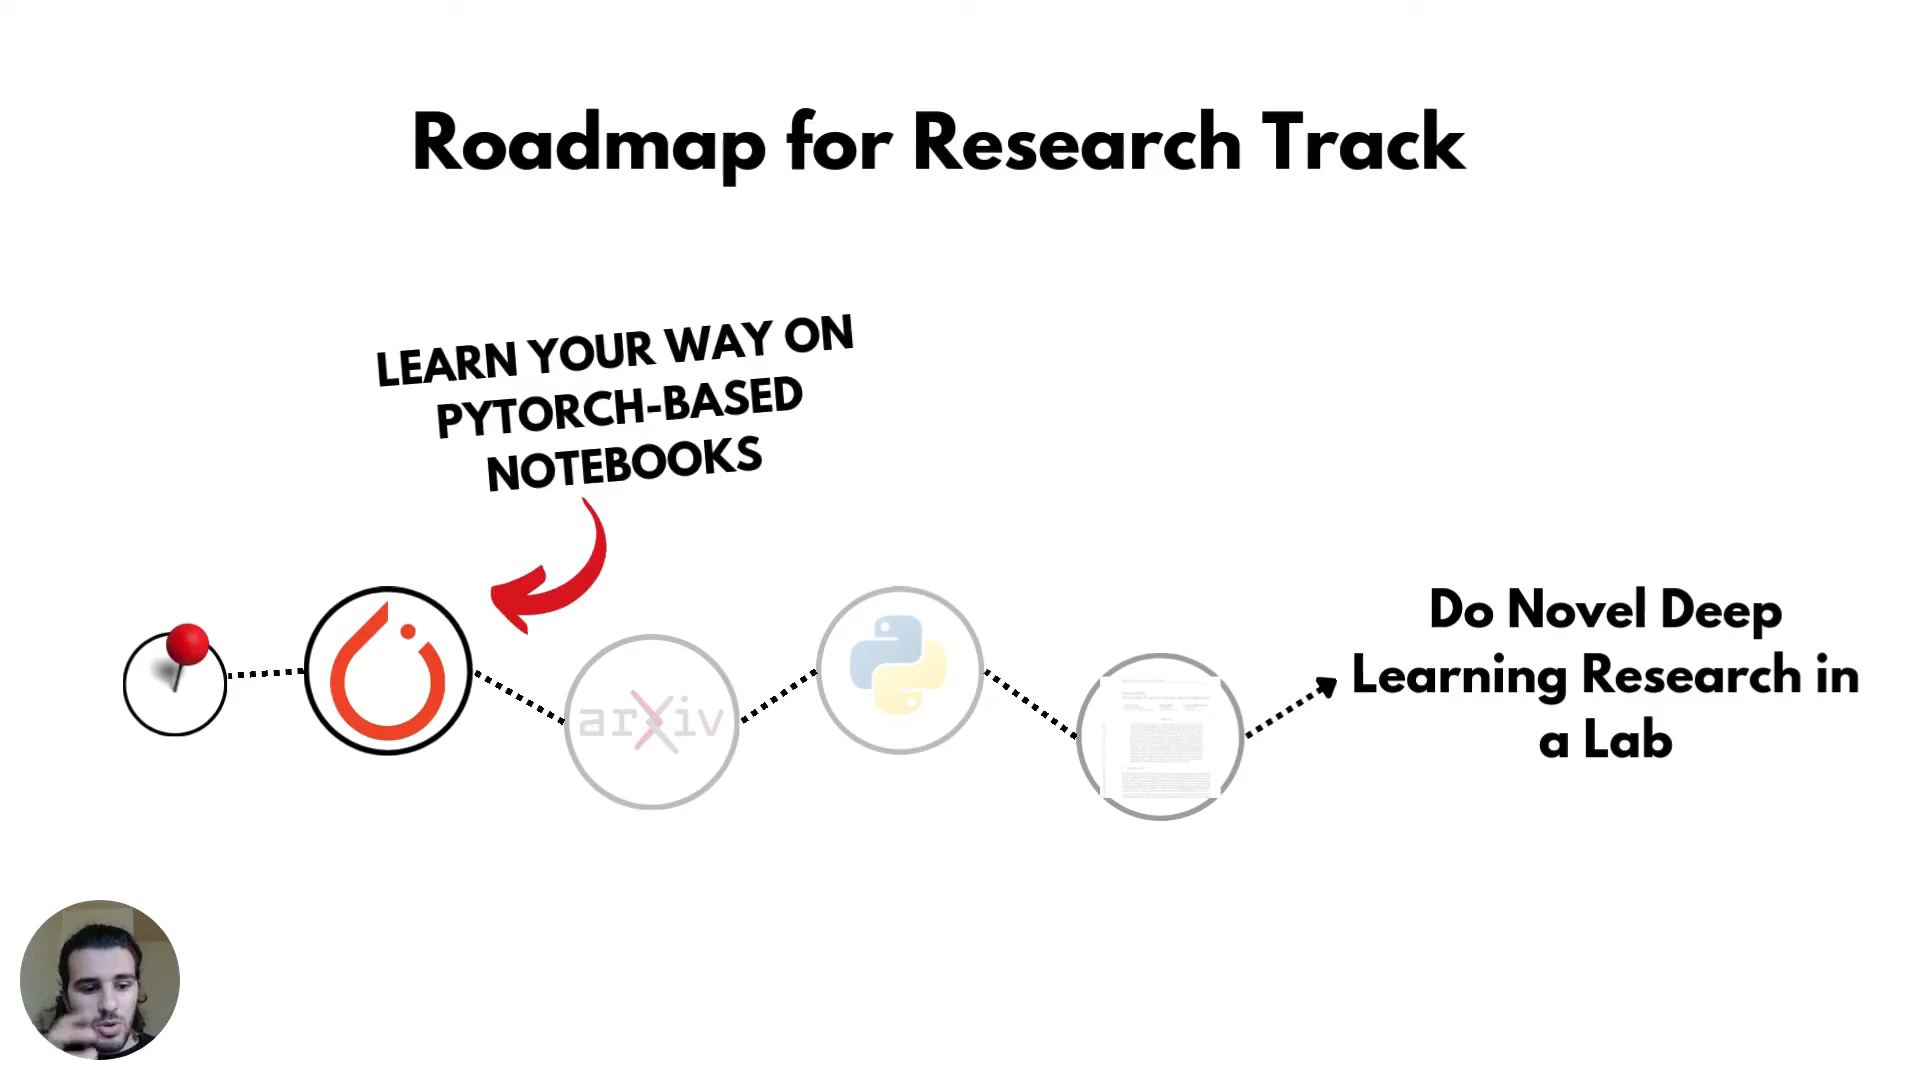 Roadmap for Research Track
LEARN YOUR WAY ON
PYTORCH-BASED
NOTEBOOKS
arXiv
Do Novel Deep
Learning Research in
a Lab